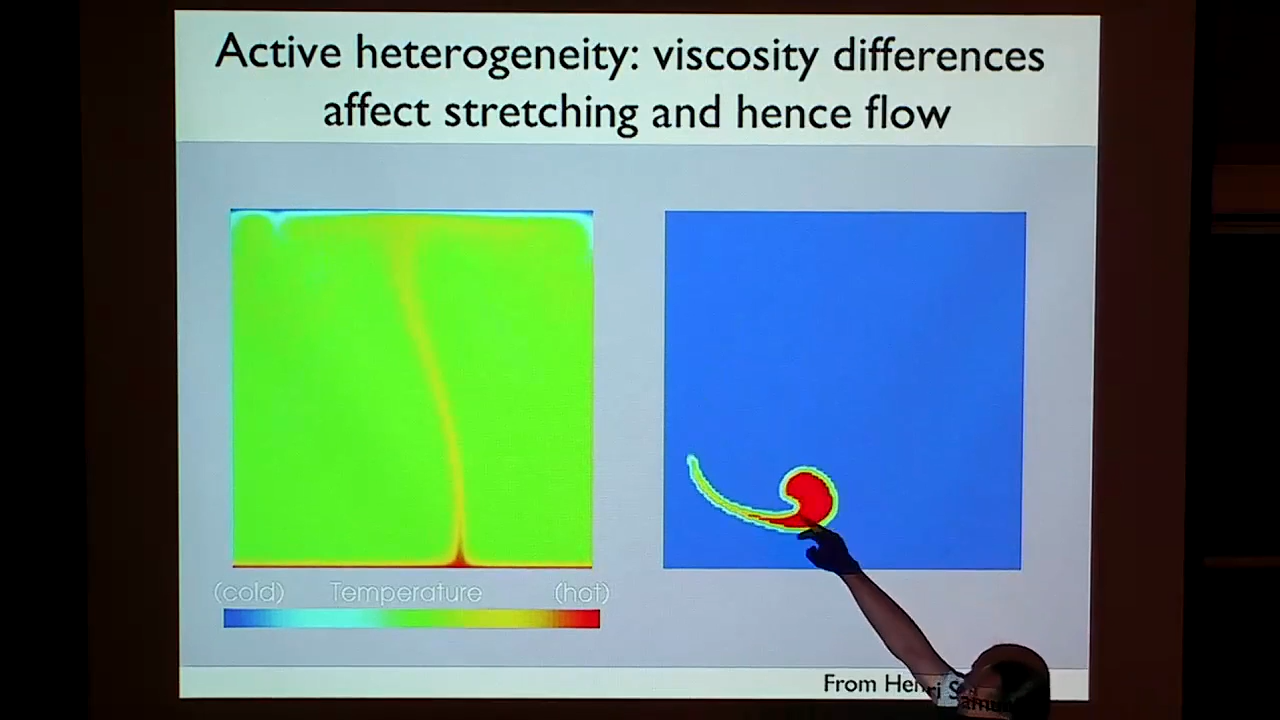 Active heterogeneity: viscosity differences
affect stretching and hence flow
(cold) Temperature (hot)
From Henri